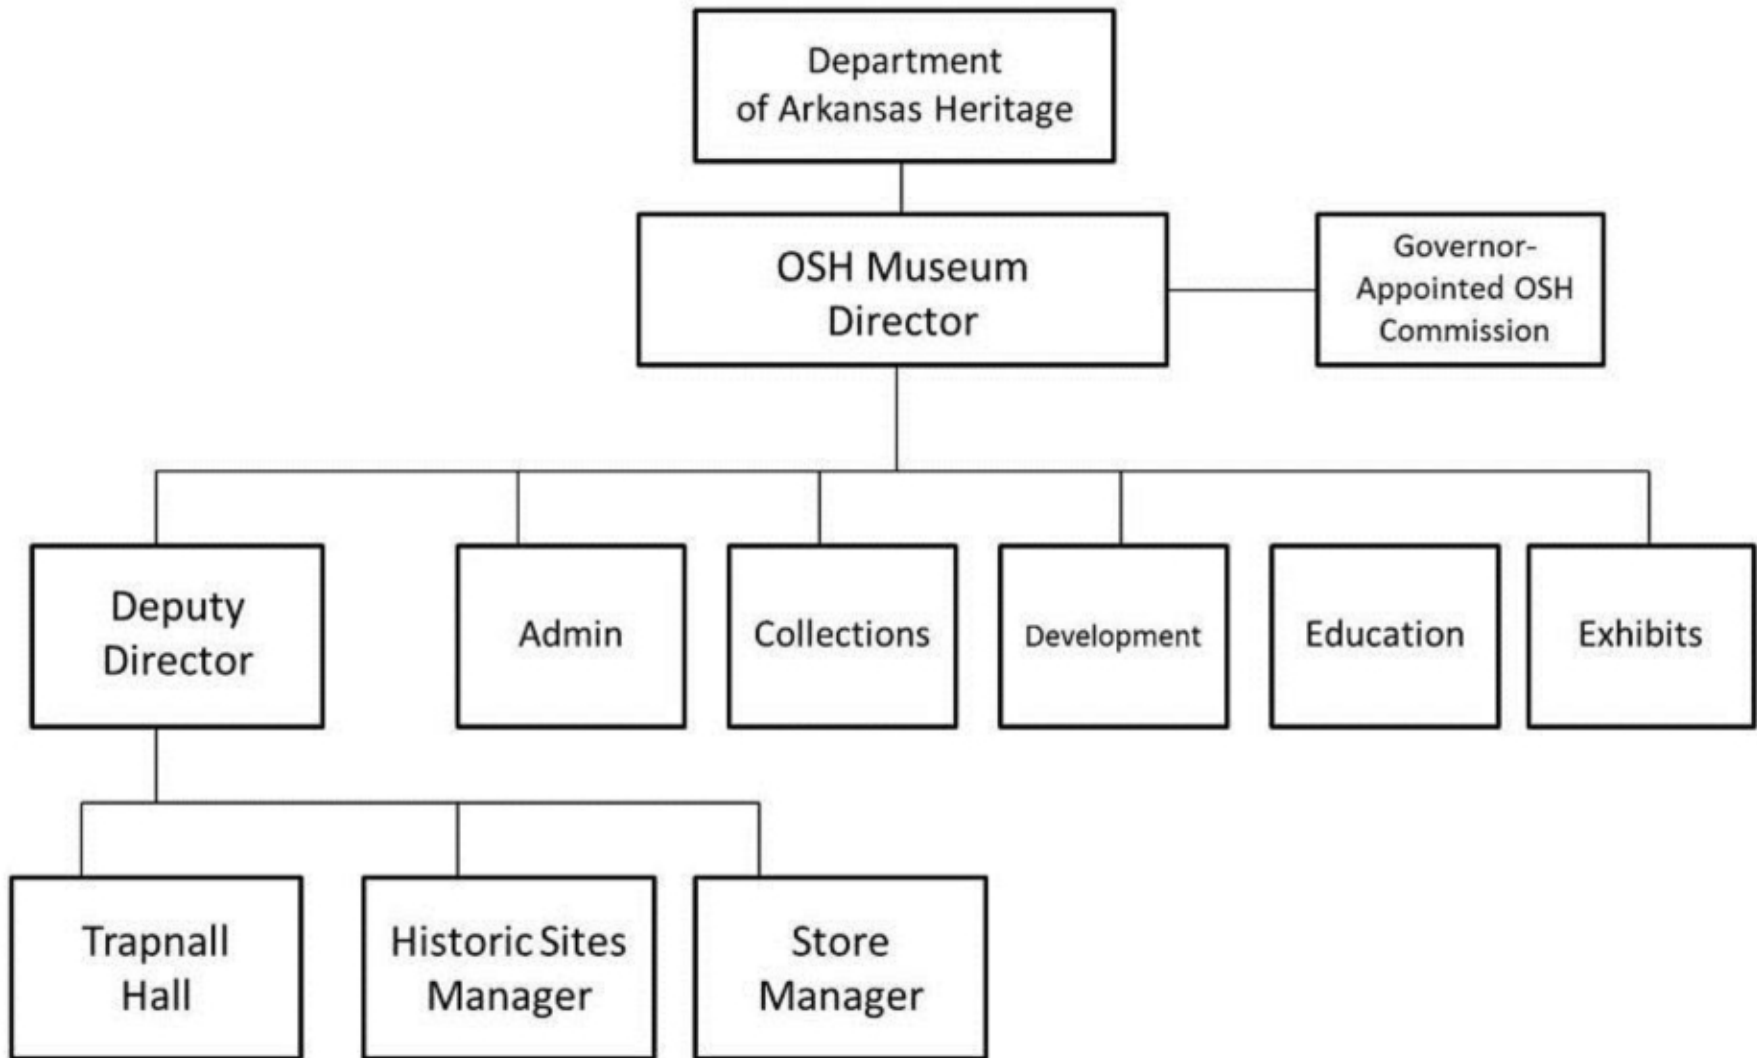 Department
of Arkansas Heritage
OSH Museum
Director
Governor-
Appointed OSH
Commission
Deputy
Director
Admin
Collections
Development
Education
Exhibits
Trapnall
Hall
Historic Sites
Manager
Store
Manager